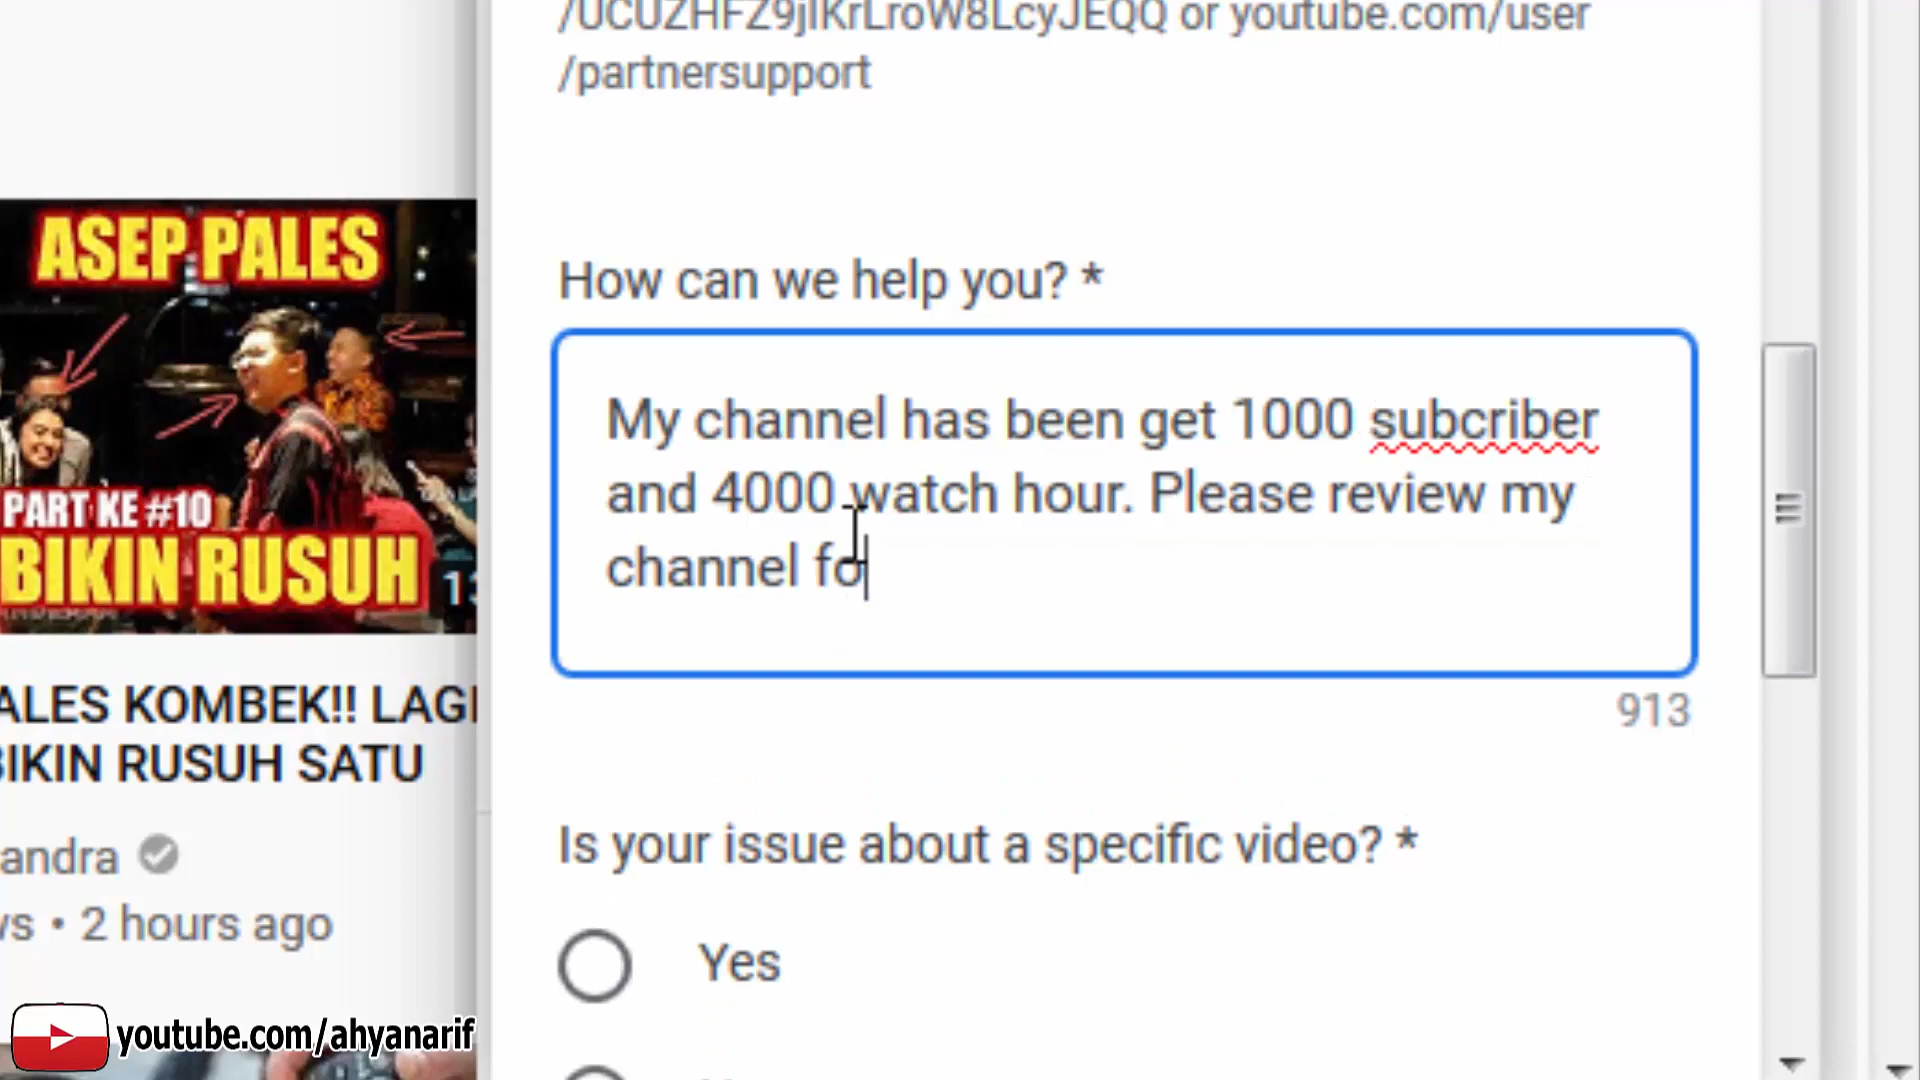 /UCUZHFZ9jIKrLroW8LcyJEQQ or youtube.com/user
/partnersupport
How can we help you? *
My channel has been get 1000 subcriber
and 4000 watch hour. Please review my
channel fo
913
Is your issue about a specific video? *
Yes
ASEP PALES
PART KE #10
BIKIN RUSUH
ALES KOMBEK!! LAGI
BIKIN RUSUH SATU
andra
ws • 2 hours ago
youtube.com/ahyanarif